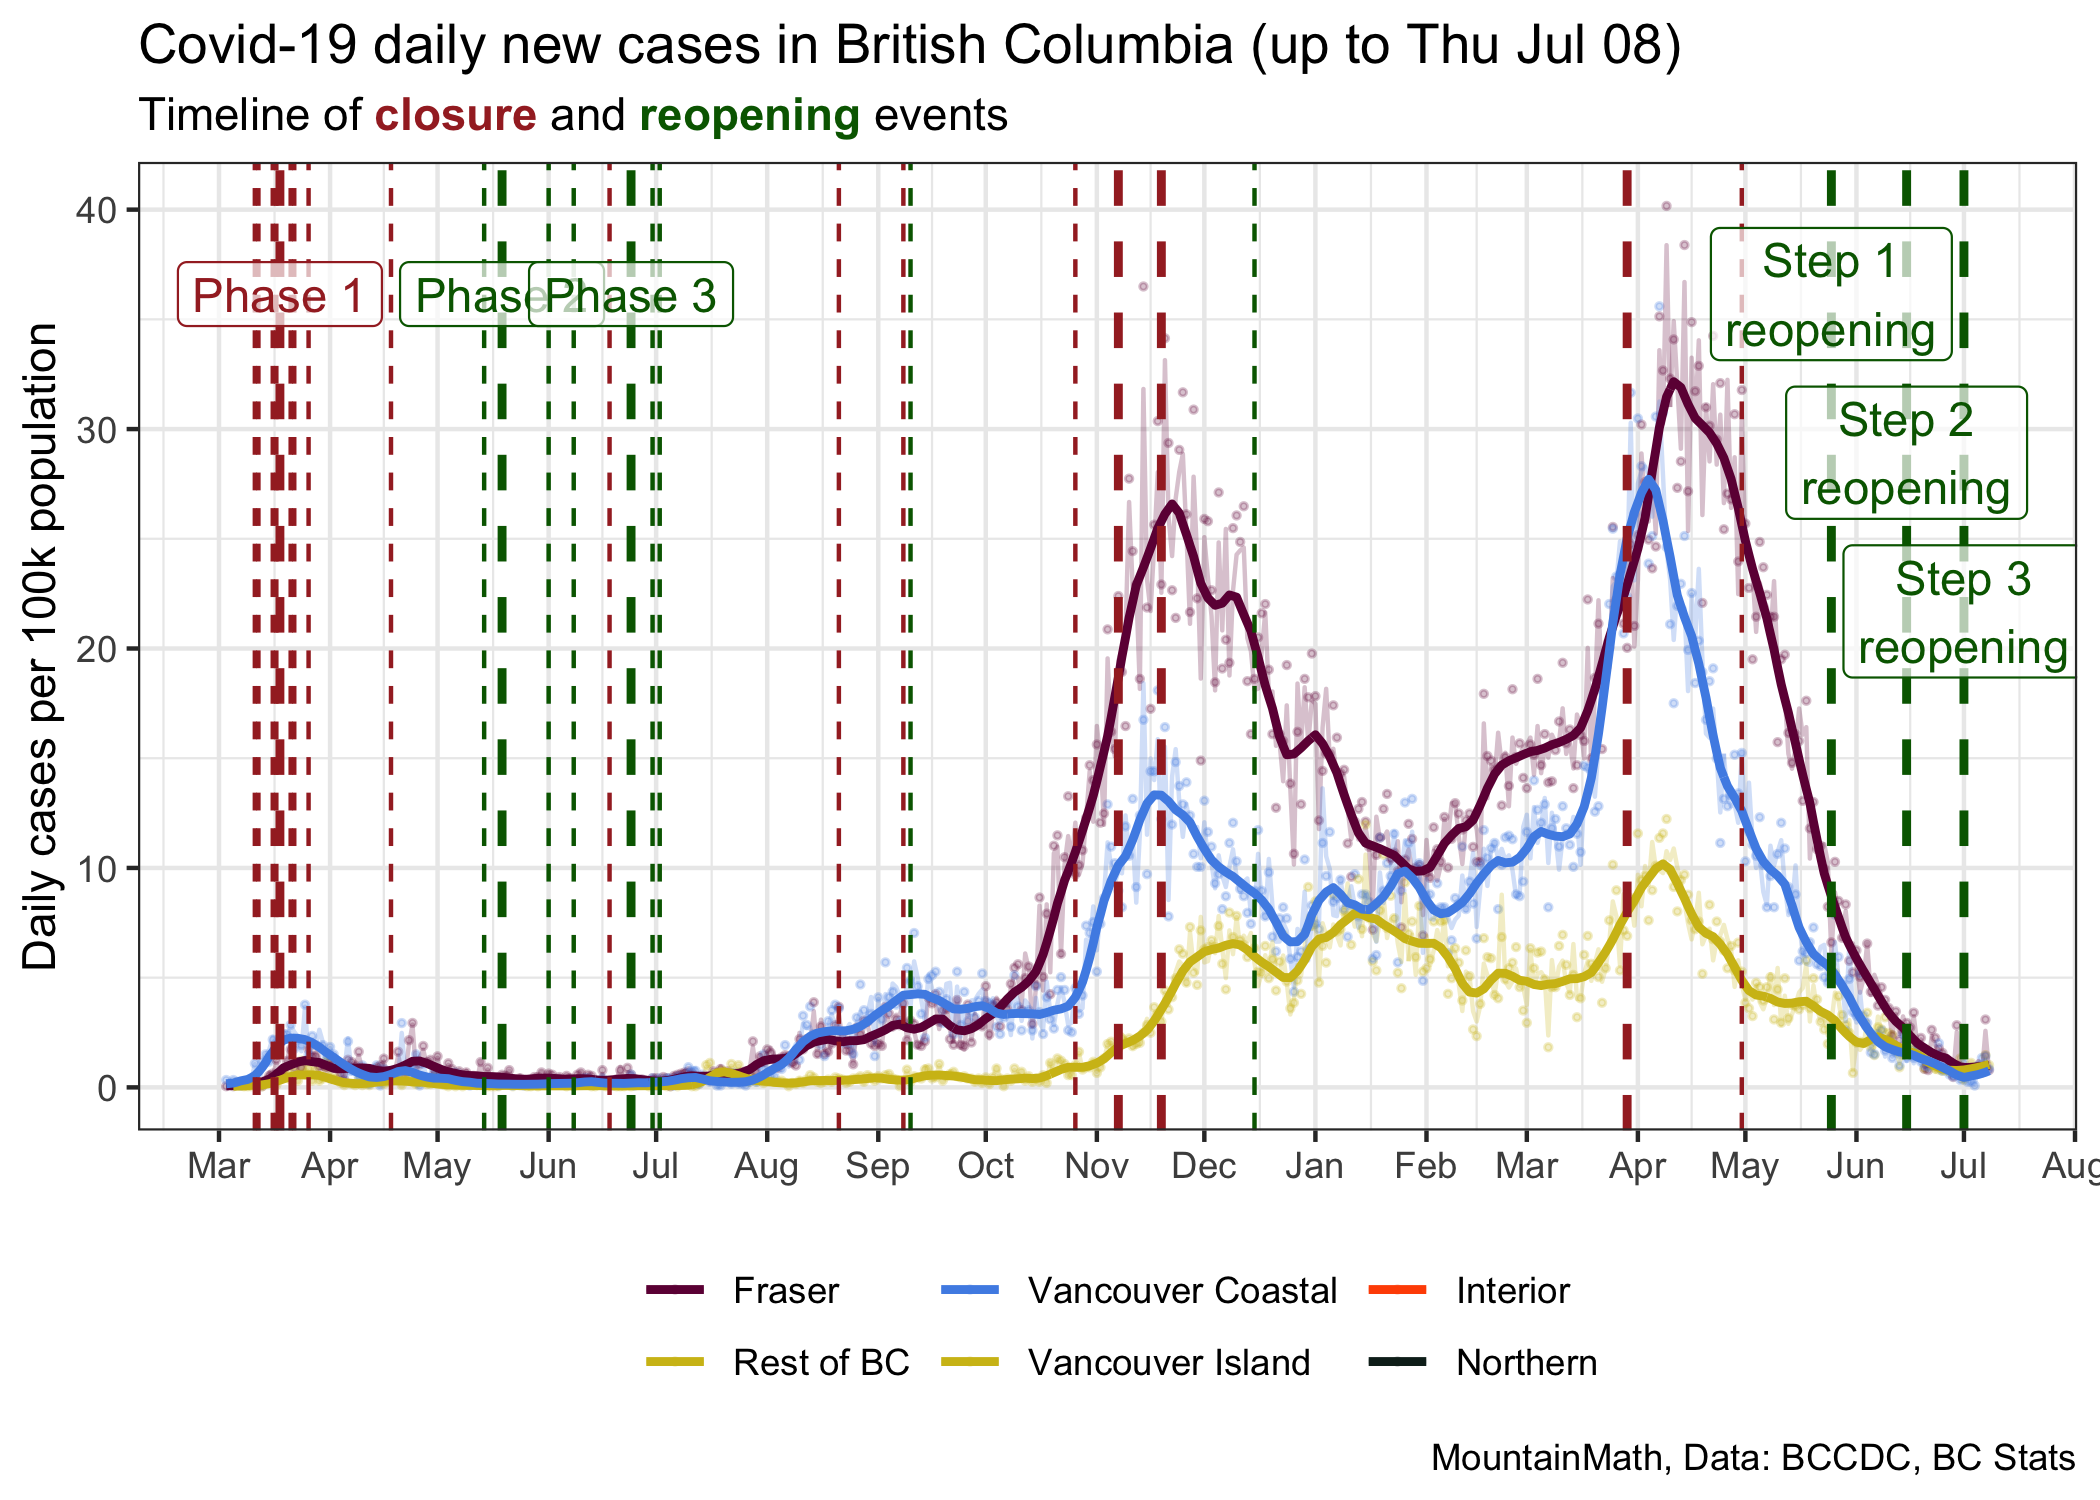 Covid-19 daily new cases in British Columbia (up to Thu Jul 08)
Timeline of closure and reopening events
Daily cases per 100k population
40
30
20
10
0
Phase 1
Phase 2
Phase 3
Step 1
reopening
Step 2
reopening
Step 3
reopening
Mar Apr May Jun Jul Aug Sep Oct Nov Dec Jan Feb Mar Apr May Jun Jul Aug
Fraser Vancouver Coastal Interior
Rest of BC Vancouver Island Northern
MountainMath, Data: BCCDC, BC Stats